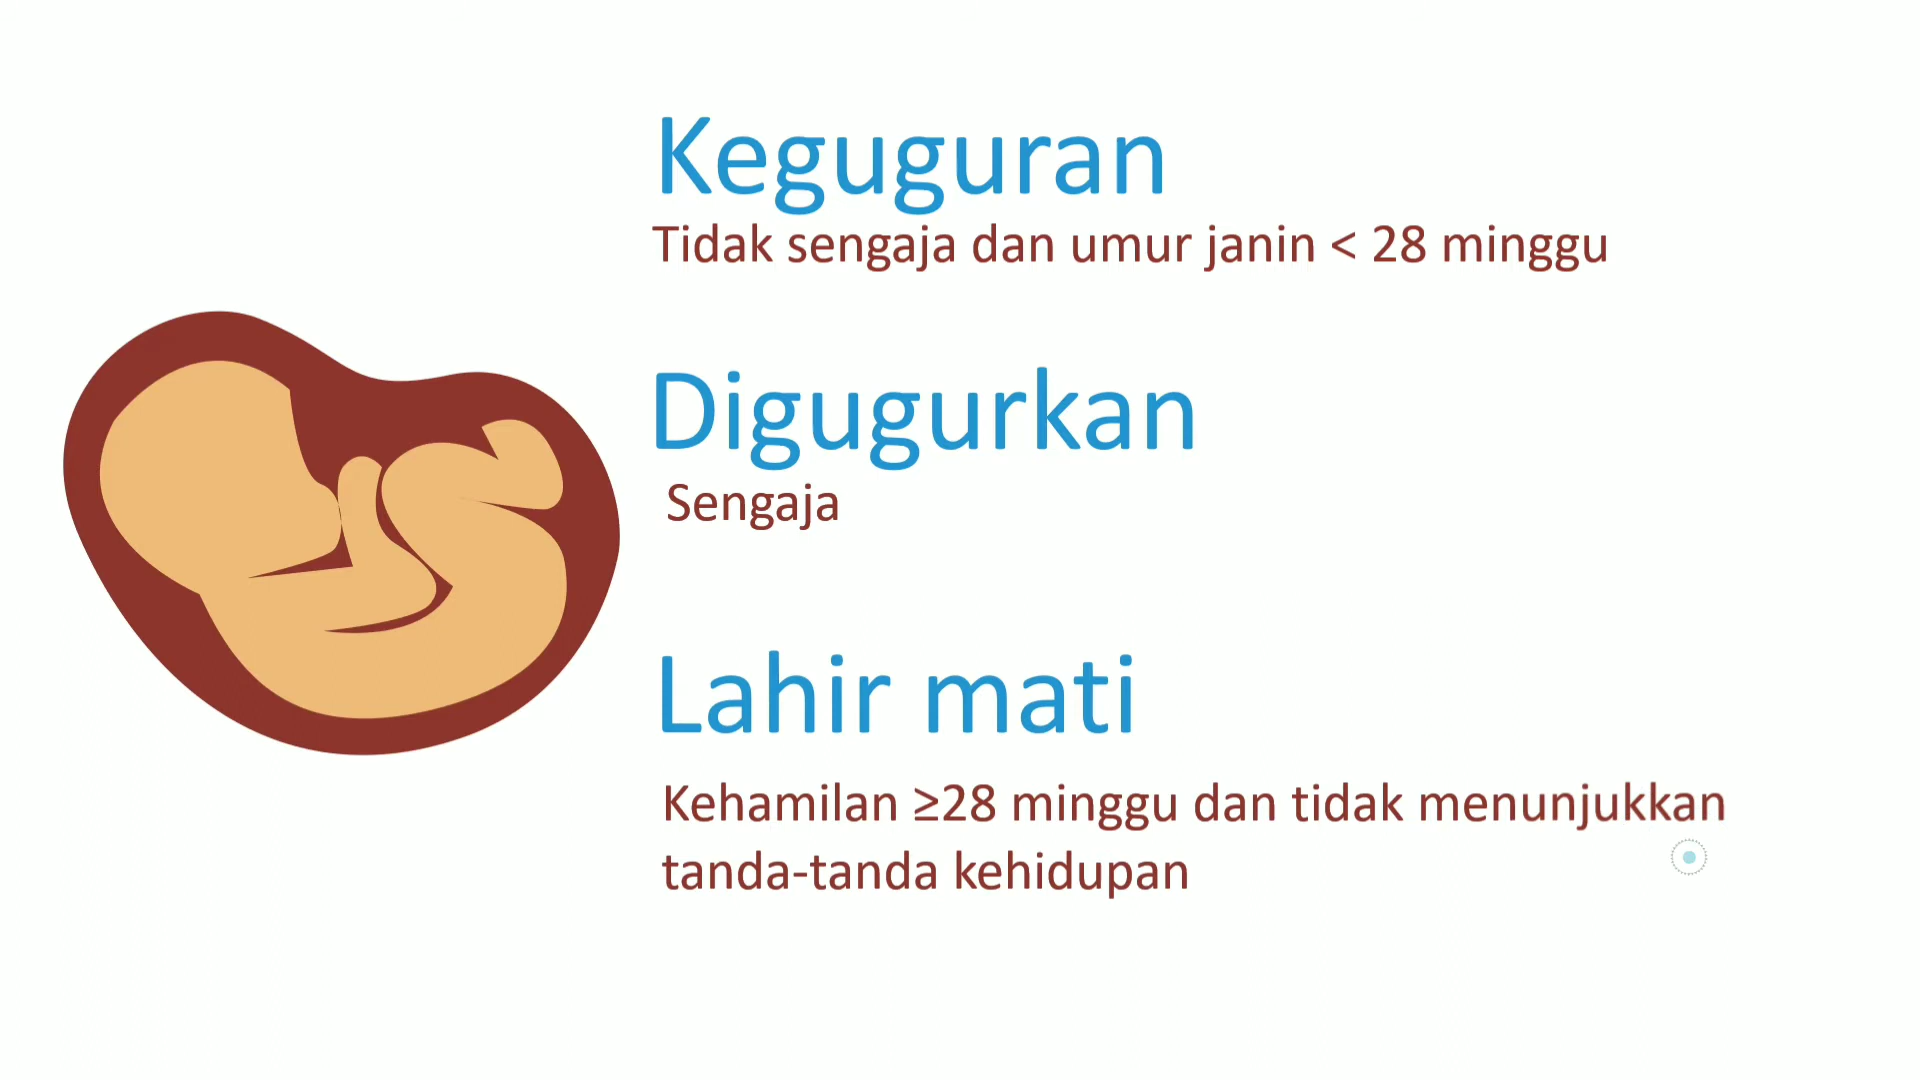 Keguguran
Tidak sengaja dan umur janin < 28 minggu
Digugurkan
Sengaja
Lahir mati
Kehamilan ≥28 minggu dan tidak menunjukkan
tanda-tanda kehidupan